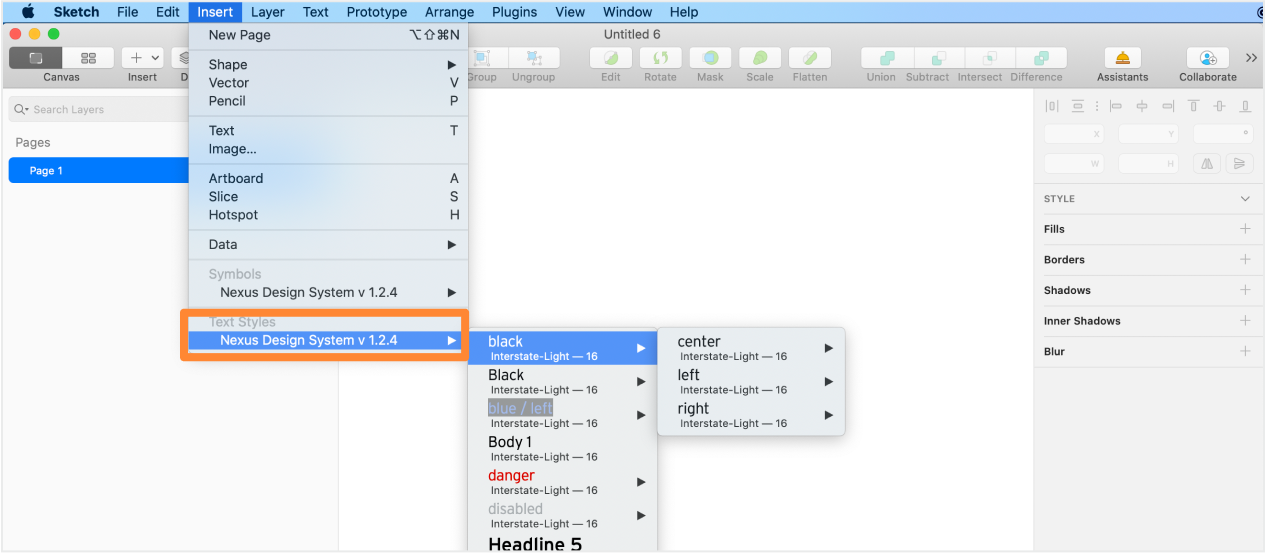 Sketch File Edit Insert Layer Text Prototype Arrange Plugins View Window Help
Untitled 6
Canvas Insert D Group Ungroup Edit Rotate Mask Scale Flatten Union Subtract Intersect Difference Assistants Collaborate
New Page ⌥⇧⌘N
Shape
Vector V
Pencil P
Text T
Image...
Artboard A
Slice S
Hotspot H
Data
Symbols
Nexus Design System v 1.2.4
Text Styles
Nexus Design System v 1.2.4
black
Interstate-Light — 16
Black
Interstate-Light — 16
blue / left
Interstate-Light — 16
Body 1
Interstate-Light — 16
danger
Interstate-Light — 16
disabled
Interstate-Light — 16
Headline 5
center
Interstate-Light — 16
left
Interstate-Light — 16
right
Interstate-Light — 16
Search Layers
Pages
Page 1
X Y °
W H
STYLE
Fills
Borders
Shadows
Inner Shadows
Blur